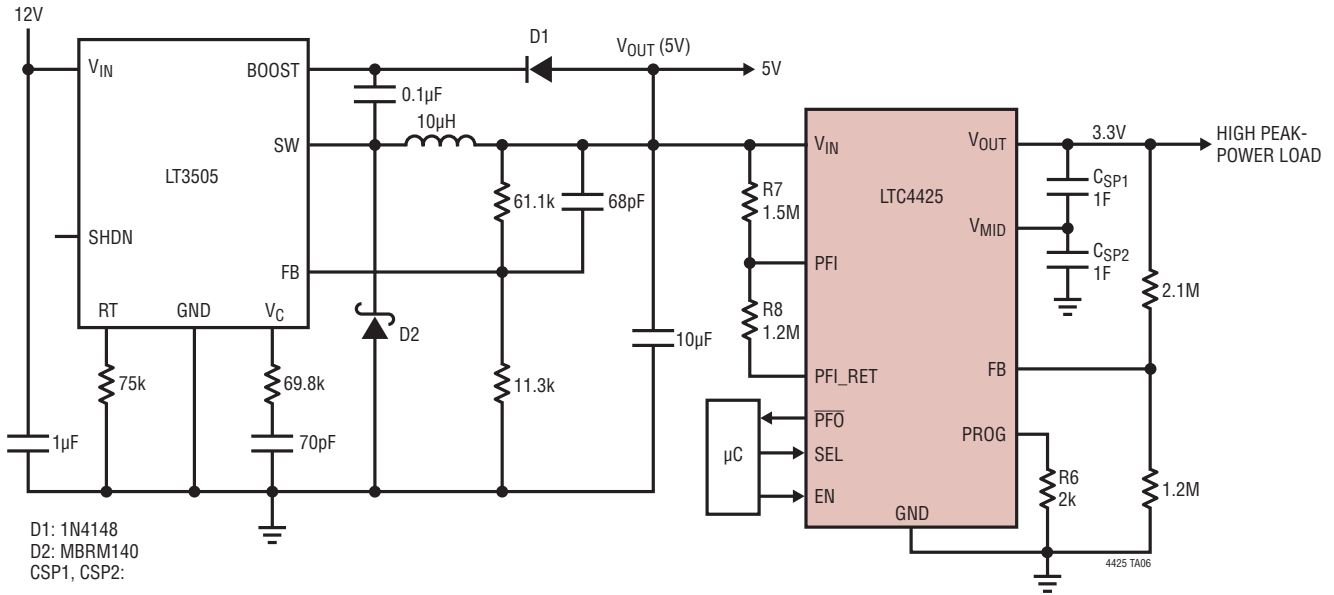 12V
VIN
BOOST
D1
VOUT (5V)
5V
0.1µF
10µH
SW
LT3505
61.1k
68pF
SHDN
FB
RT
GND
VC
D2
10µF
75k
69.8k
11.3k
1µF
70pF
VIN
VOUT
3.3V
HIGH PEAK-
POWER LOAD
R7
1.5M
LTC4425
CSP1
1F
VMID
CSP2
1F
PFI
R8
1.2M
2.1M
PFI_RET
FB
PFO
µC
SEL
PROG
EN
R6
2k
1.2M
GND
4425 TA06
D1: 1N4148
D2: MBRM140
CSP1, CSP2: